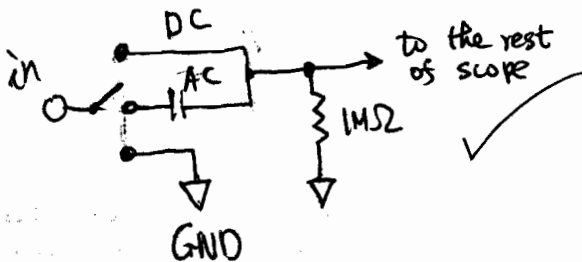 DC
in
AC
to the rest
of scope
1MΩ
GND